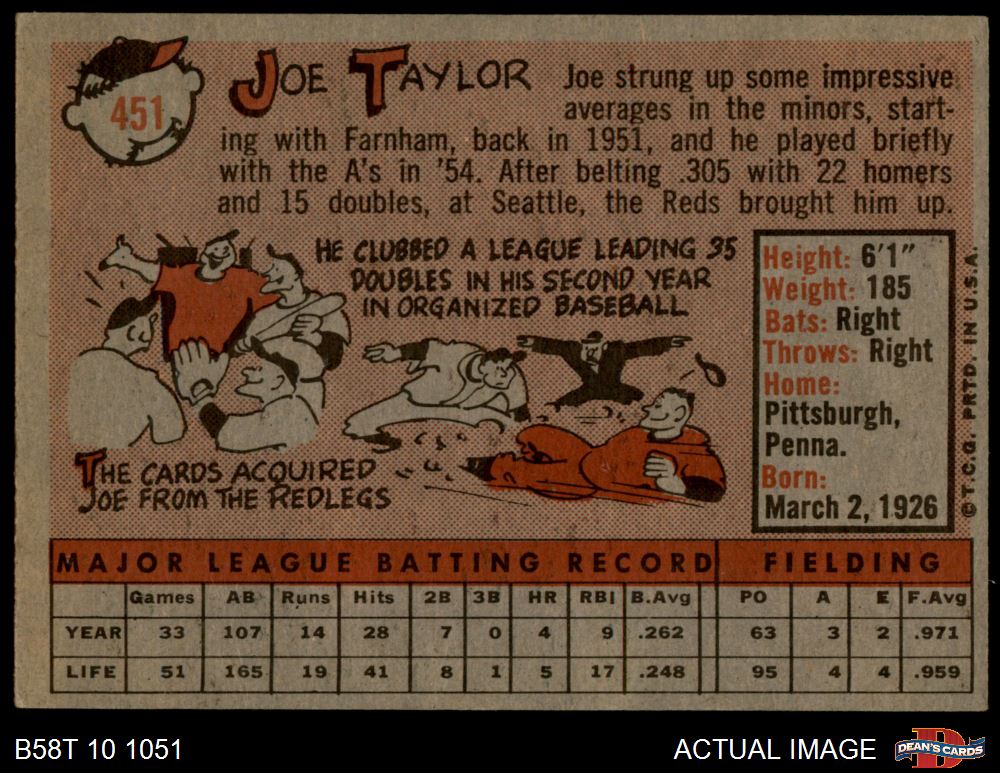 451
JOE TAYLOR
Joe strung up some impressive
averages in the minors, start-
ing with Farnham, back in 1951, and he played briefly
with the A's in '54. After belting .305 with 22 homers
and 15 doubles, at Seattle, the Reds brought him up.
HE CLUBBED A LEAGUE LEADING 35
DOUBLES IN HIS SECOND YEAR
IN ORGANIZED BASEBALL
THE CARDS ACQUIRED
JOE FROM THE REDLEGS
Height: 6'1"
Weight: 185
Bats: Right
Throws: Right
Home:
Pittsburgh,
Penna.
Born:
March 2, 1926
© T.C.G. PRTD. IN U.S.A.
MAJOR LEAGUE BATTING RECORD FIELDING
Games AB Runs Hits 2B 3B HR RBI B.Avg PO A E F.Avg
YEAR 33 107 14 28 7 0 4 9 .262 63 3 2 .971
LIFE 51 165 19 41 8 1 5 17 .248 95 4 4 .959
B58T 10 1051
ACTUAL IMAGE
DEAN'S CARDS